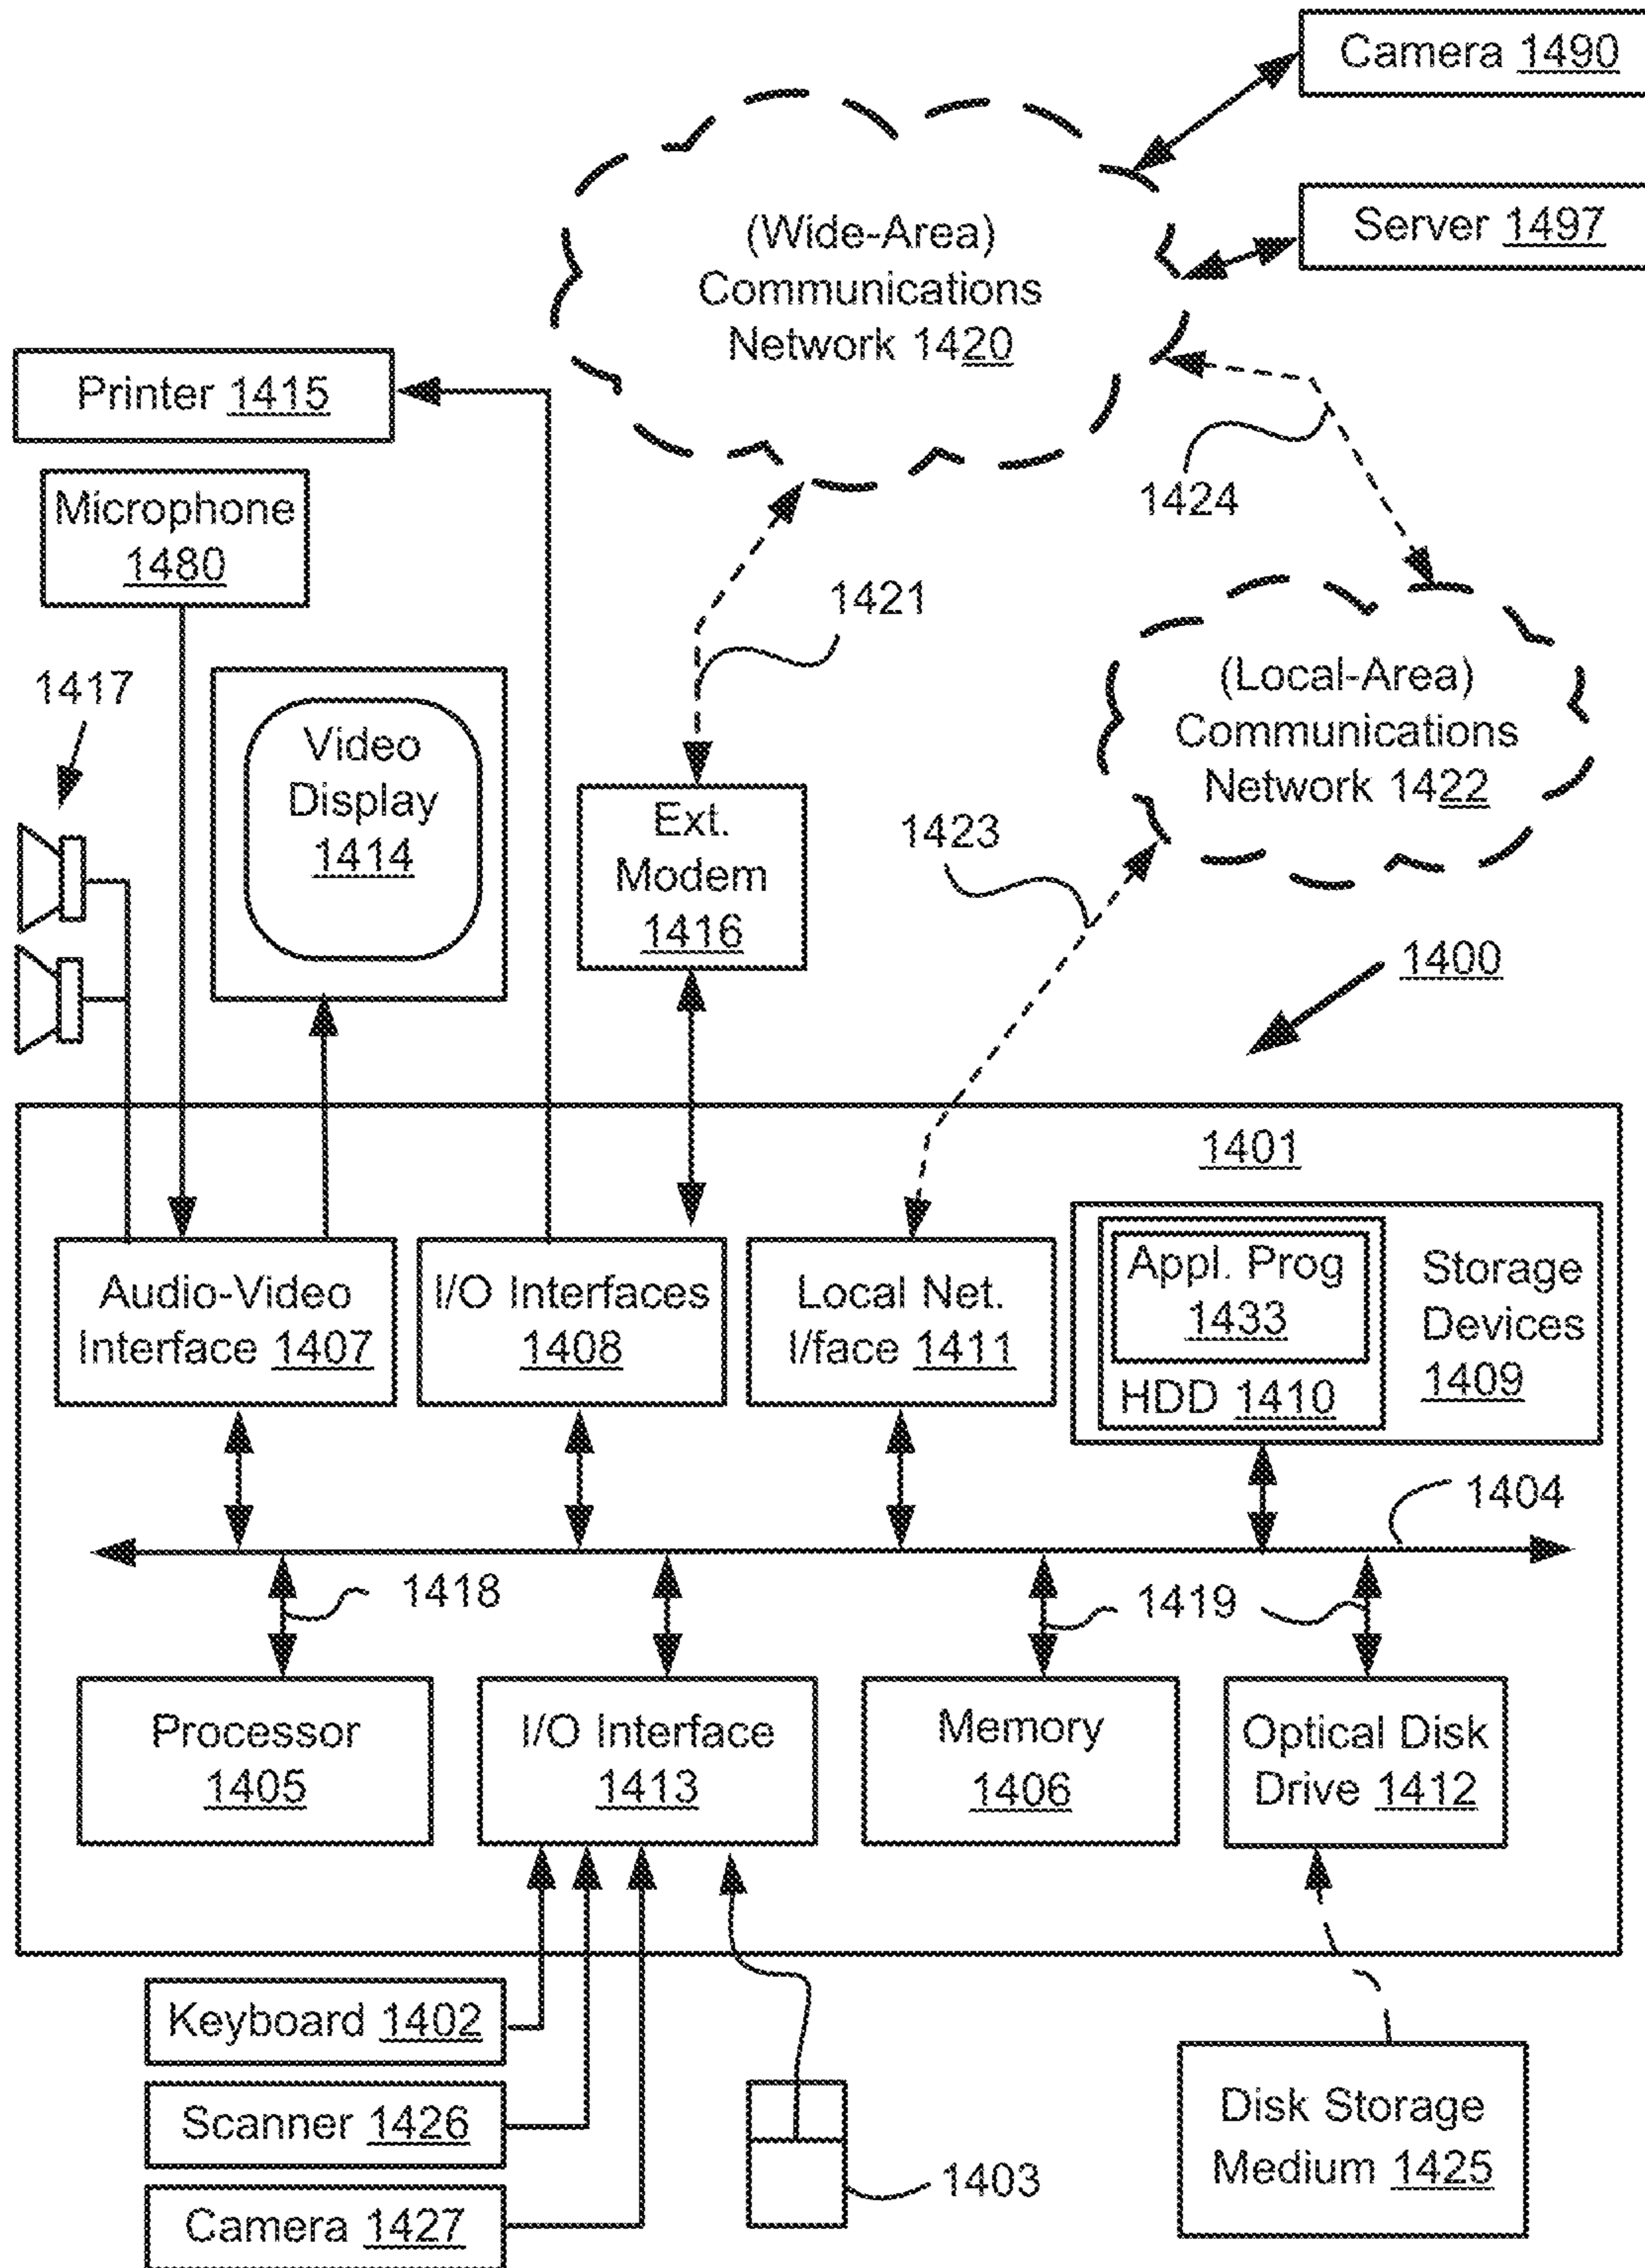 Camera 1490
Server 1497
(Wide-Area)
Communications
Network 1420
Printer 1415
Microphone
1480
1424
1421
1417
Video
Display
1414
(Local-Area)
Communications
Network 1422
Ext.
Modem
1416
1423
1400
1401
Audio-Video
Interface 1407
I/O Interfaces
1408
Local Net.
I/face 1411
Appl. Prog
1433
HDD 1410
Storage
Devices
1409
1404
1418
1419
Processor
1405
I/O Interface
1413
Memory
1406
Optical Disk
Drive 1412
Keyboard 1402
Scanner 1426
Camera 1427
1403
Disk Storage
Medium 1425